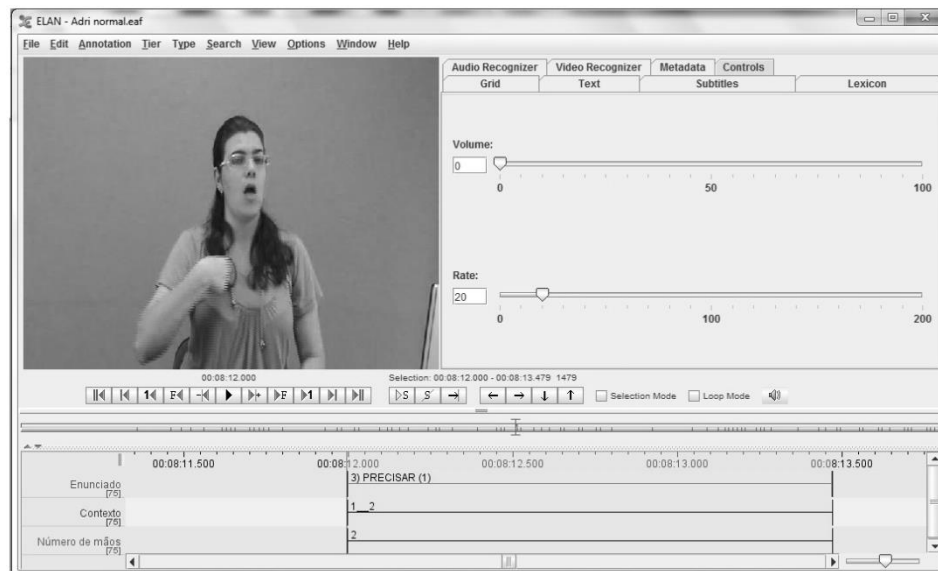 ELAN - Adri normal.eaf
File Edit Annotation Tier Type Search View Options Window Help
Audio Recognizer Video Recognizer Metadata Controls
Grid Text Subtitles Lexicon
Volume:
0
0 50 100
Rate:
20
0 100 200
00:08:12.000 Selection: 00:08:12.000 - 00:08:13.479 1479
1 F F 1 S S Selection Mode Loop Mode
00:08:11.500 00:08:12.000 00:08:12.500 00:08:13.000 00:08:13.500
Enunciado 3) PRECISAR (1)
[75]
Contexto 1__2
[75]
Número de mãos 2
[75]